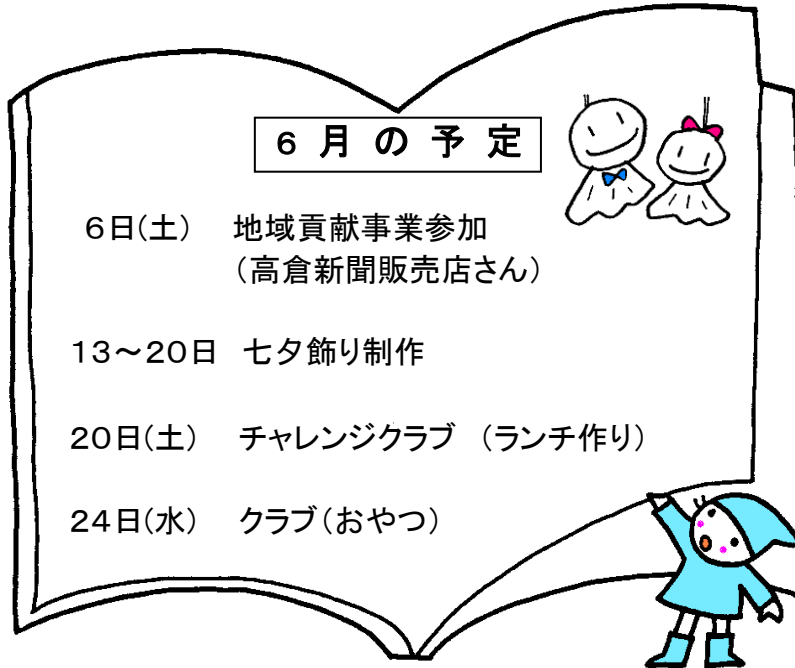 6 月 の 予 定
6日(土)　地域貢献事業参加
（高倉新聞販売店さん）
13～20日　七夕飾り制作
20日(土)　チャレンジクラブ　（ランチ作り）
24日(水)　クラブ（おやつ）